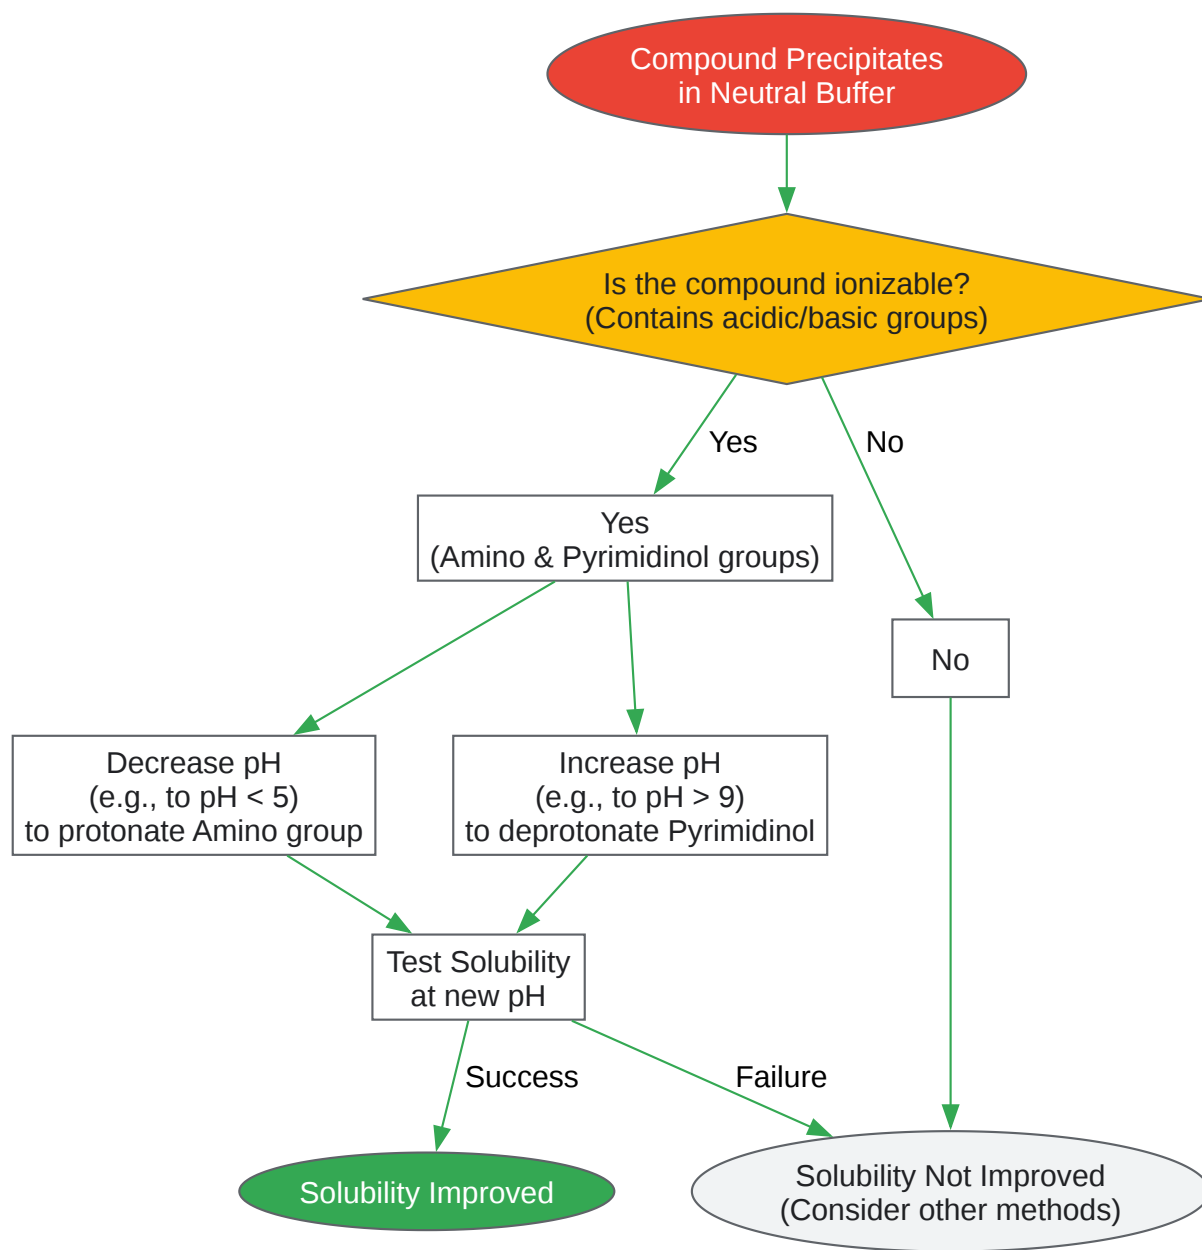 Compound Precipitates
in Neutral Buffer
Is the compound ionizable?
(Contains acidic/basic groups)
Yes
No
Yes
(Amino & Pyrimidinol groups)
No
Decrease pH
(e.g., to pH < 5)
to protonate Amino group
Increase pH
(e.g., to pH > 9)
to deprotonate Pyrimidinol
Test Solubility
at new pH
Success
Failure
Solubility Improved
Solubility Not Improved
(Consider other methods)